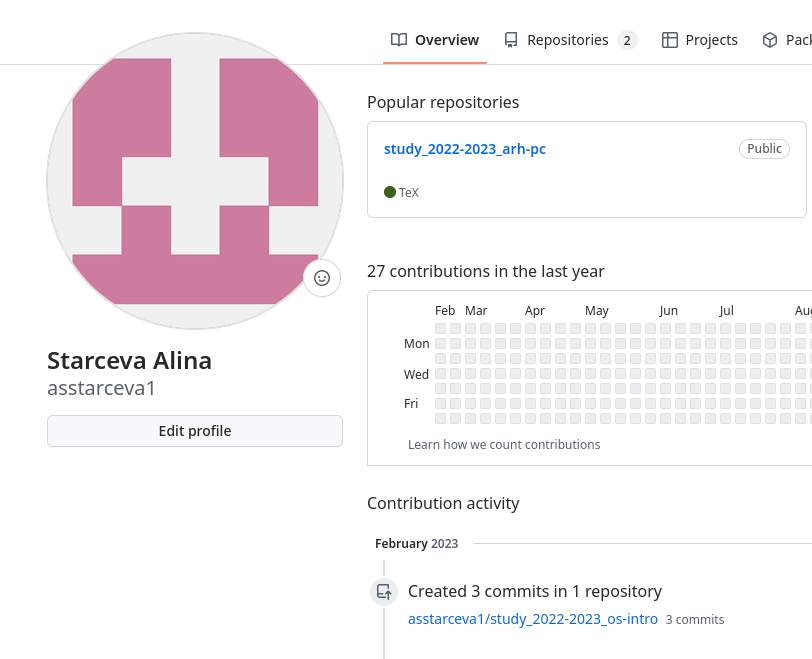 Overview Repositories 2 Projects
Popular repositories
study_2022-2023_arh-pc Public
TeX
27 contributions in the last year
Feb Mar Apr May Jun Jul
Mon
Wed
Fri
Learn how we count contributions
Starceva Alina
asstarceva1
Edit profile
Contribution activity
February 2023
Created 3 commits in 1 repository
asstarceva1/study_2022-2023_os-intro 3 commits